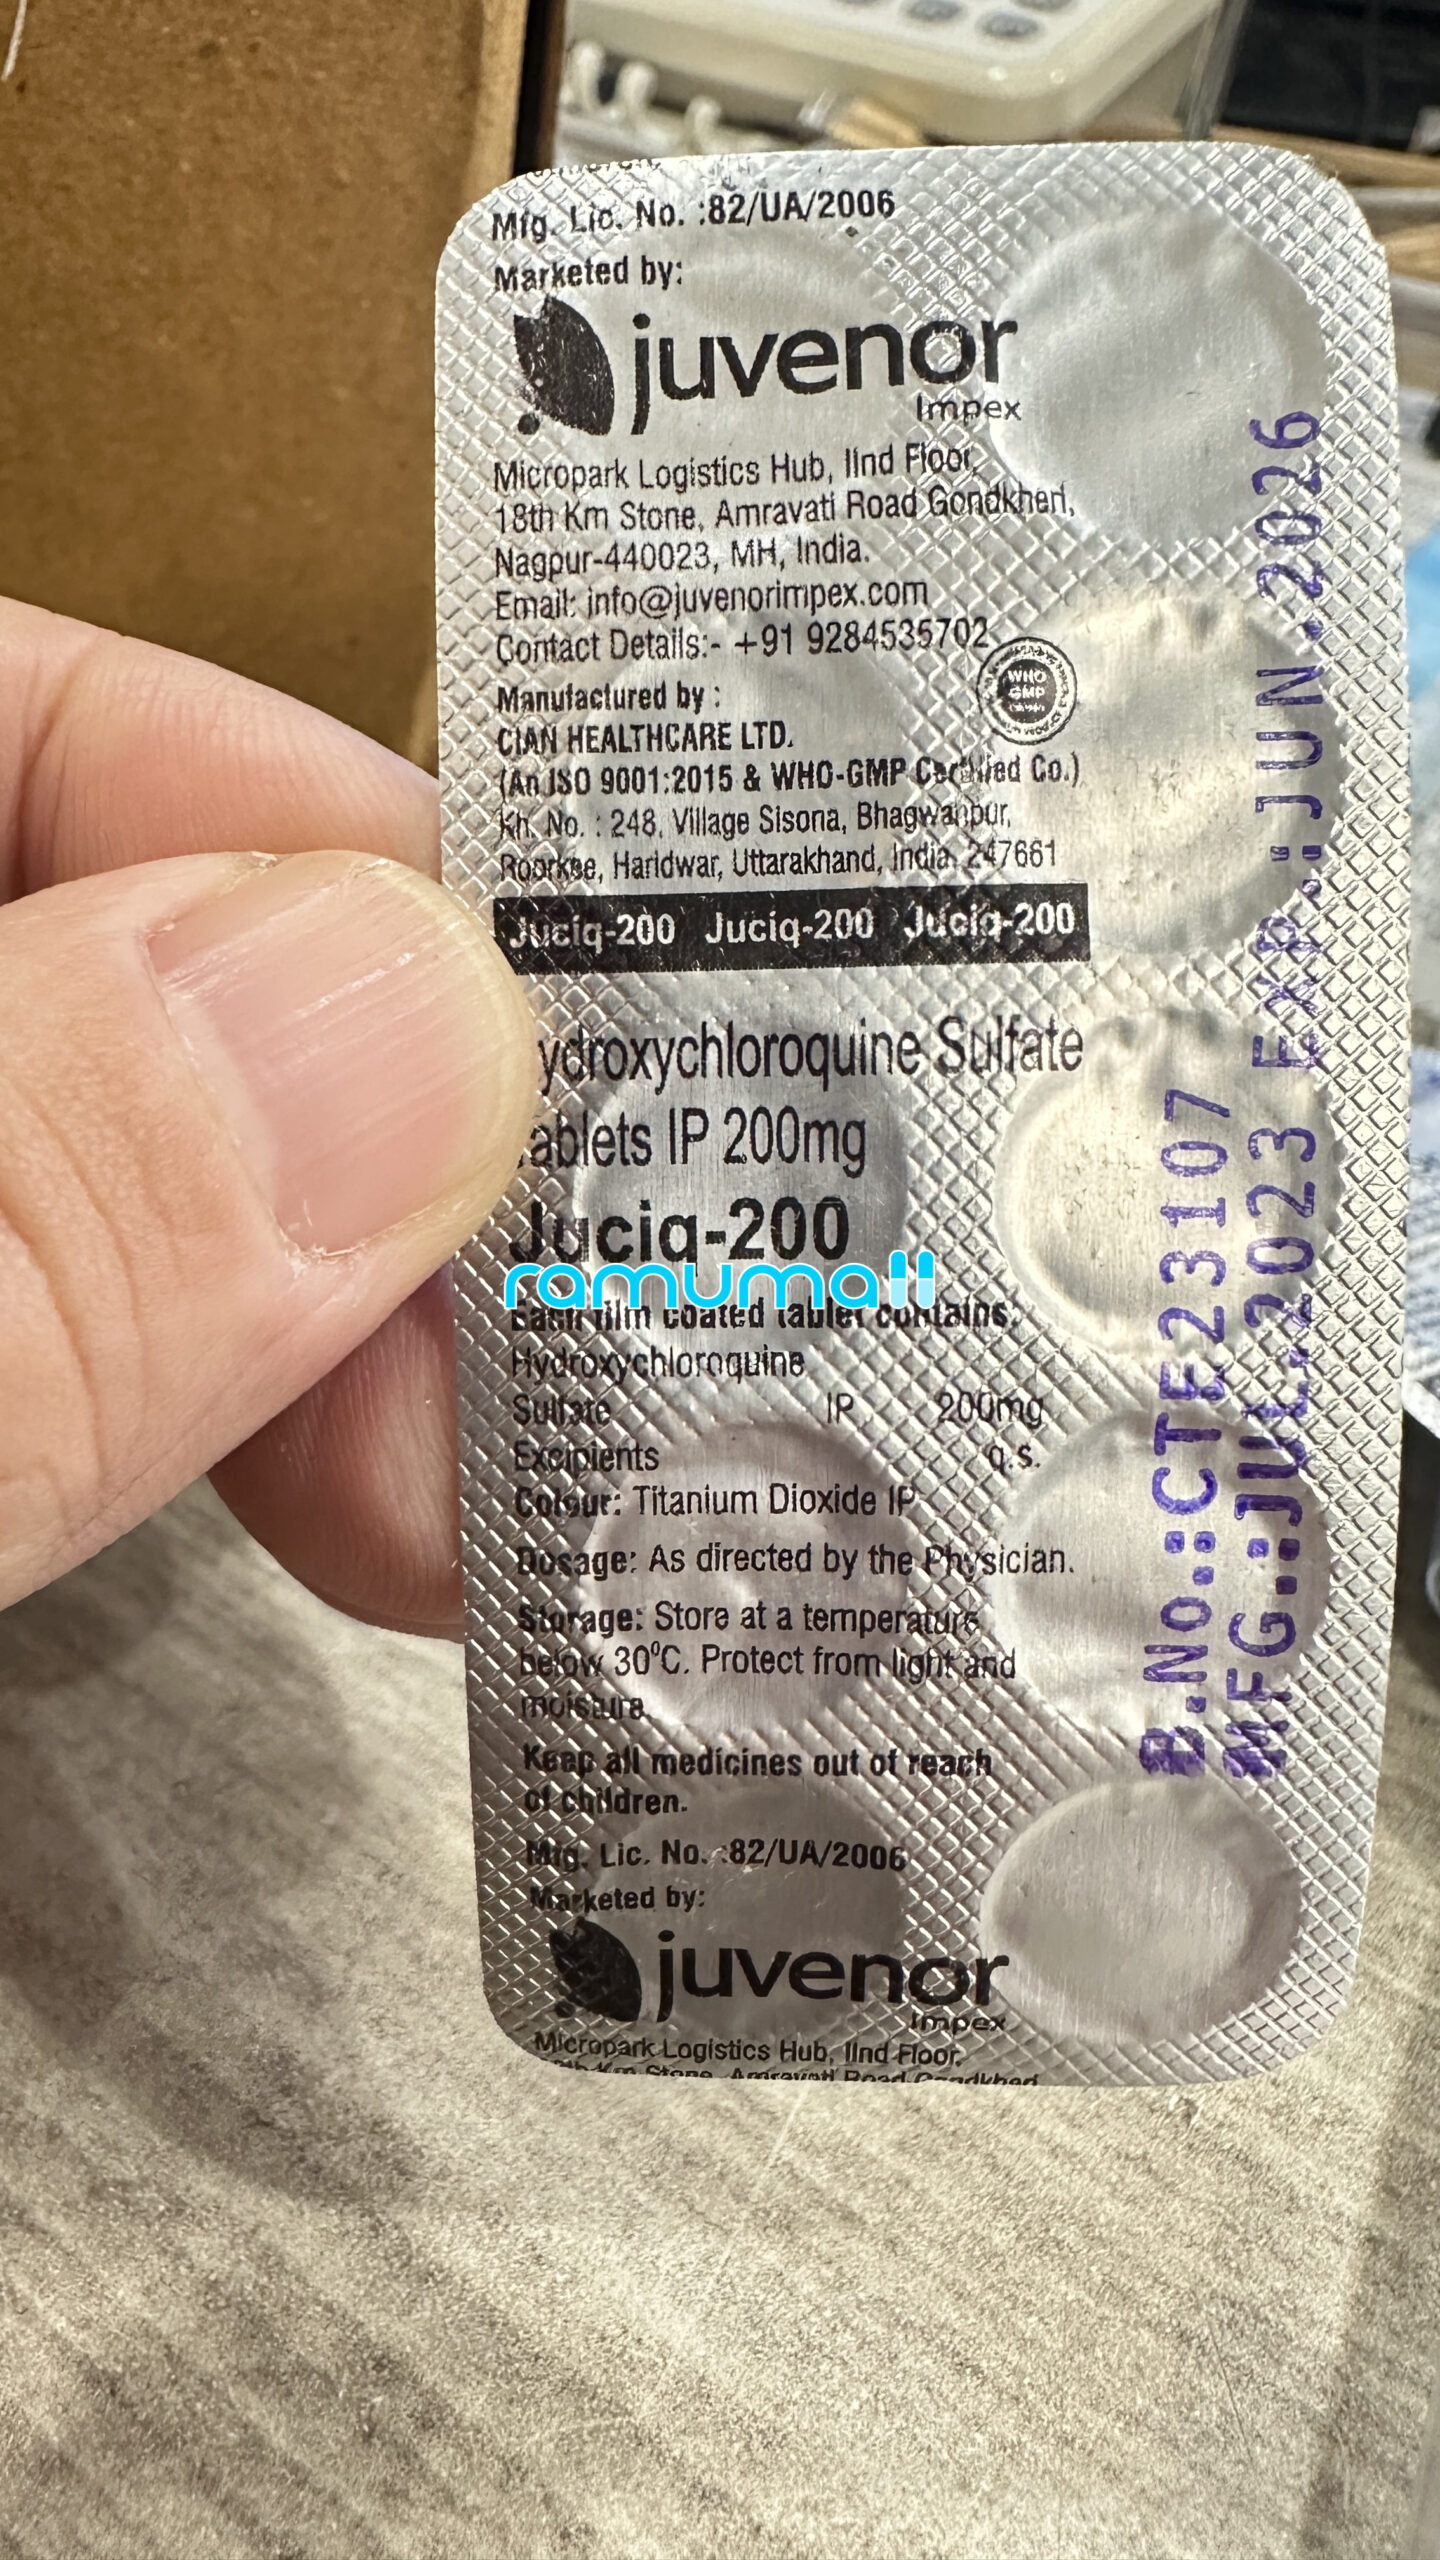 Mfg. Lic. No. :82/UA/2006
Marketed by:
juvenor
Impex
Micropark Logistics Hub, IInd Floor,
18th Km Stone, Amravati Road Gondkheri,
Nagpur-440023, MH, India.
Email: info@juvenorimpex.com
Contact Details:- +91 9284535702
WHO
GMP
Manufactured by :
CIAN HEALTHCARE LTD.
(An ISO 9001:2015 & WHO-GMP Certified Co.)
Kh. No. : 248, Village Sisona, Bhagwanpur,
Roorkee, Haridwar, Uttarakhand, India. 247661
Juciq-200 Juciq-200 Juciq-200
ydroxychloroquine Sulfate
ablets IP 200mg
Juciq-200
ramumall
Each film coated tablet contains:
Hydroxychloroquine
Sulfate IP 200mg
Excipients q.s.
Colour: Titanium Dioxide IP
Dosage: As directed by the Physician.
Storage: Store at a temperature
below 30°C. Protect from light and
moisture.
Keep all medicines out of reach
of children.
Mfg. Lic. No. :82/UA/2006
Marketed by:
juvenor
Impex
Micropark Logistics Hub, IInd Floor,
Km Stone, Amravati Road Gondkheri
B.No.:CTE23107
MFG.:JUL.2023 EXP.:JUN.2026